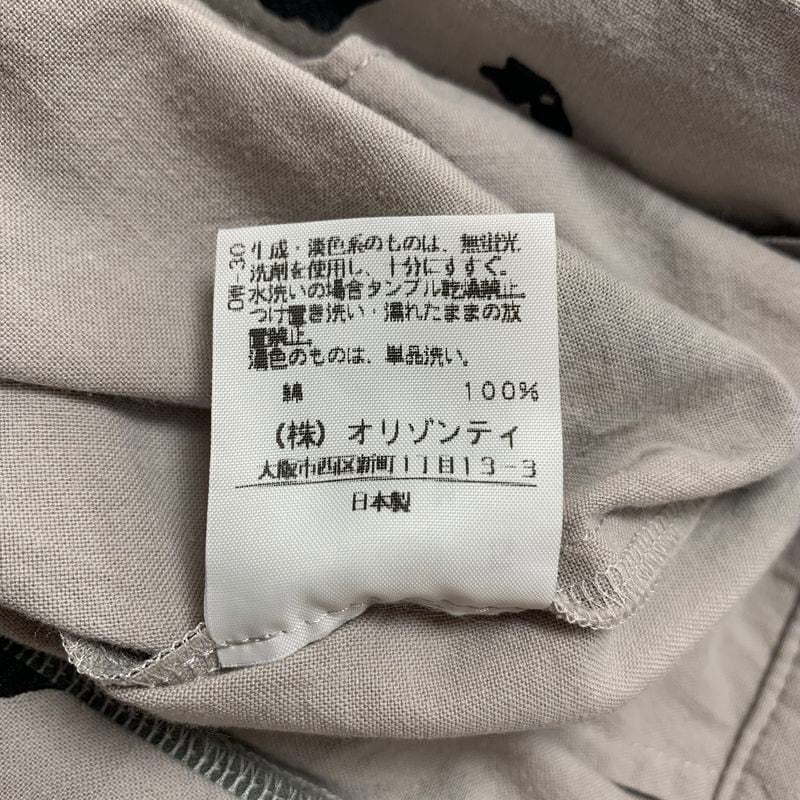 DW 30
生成・淡色系のものは、無蛍光
洗剤を使用し、十分にすすぐ。
水洗いの場合タンブル乾燥禁止。
つけ置き洗い・濡れたままの放
置禁止。
濃色のものは、単品洗い。
綿 100%
(株) オリゾンティ
大阪市西区新町1丁目13-3
日本製